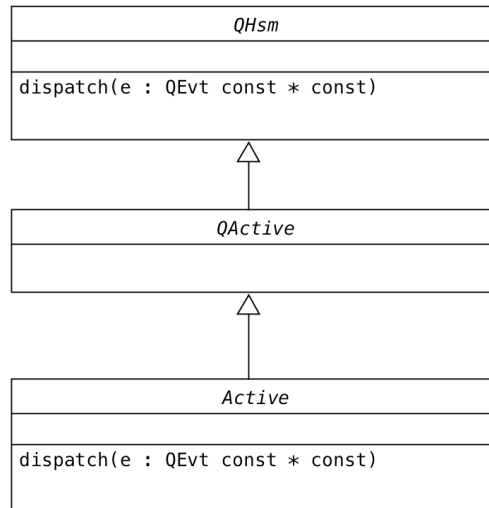 QHsm
dispatch(e : QEvt const * const)
QActive
Active
dispatch(e : QEvt const * const)